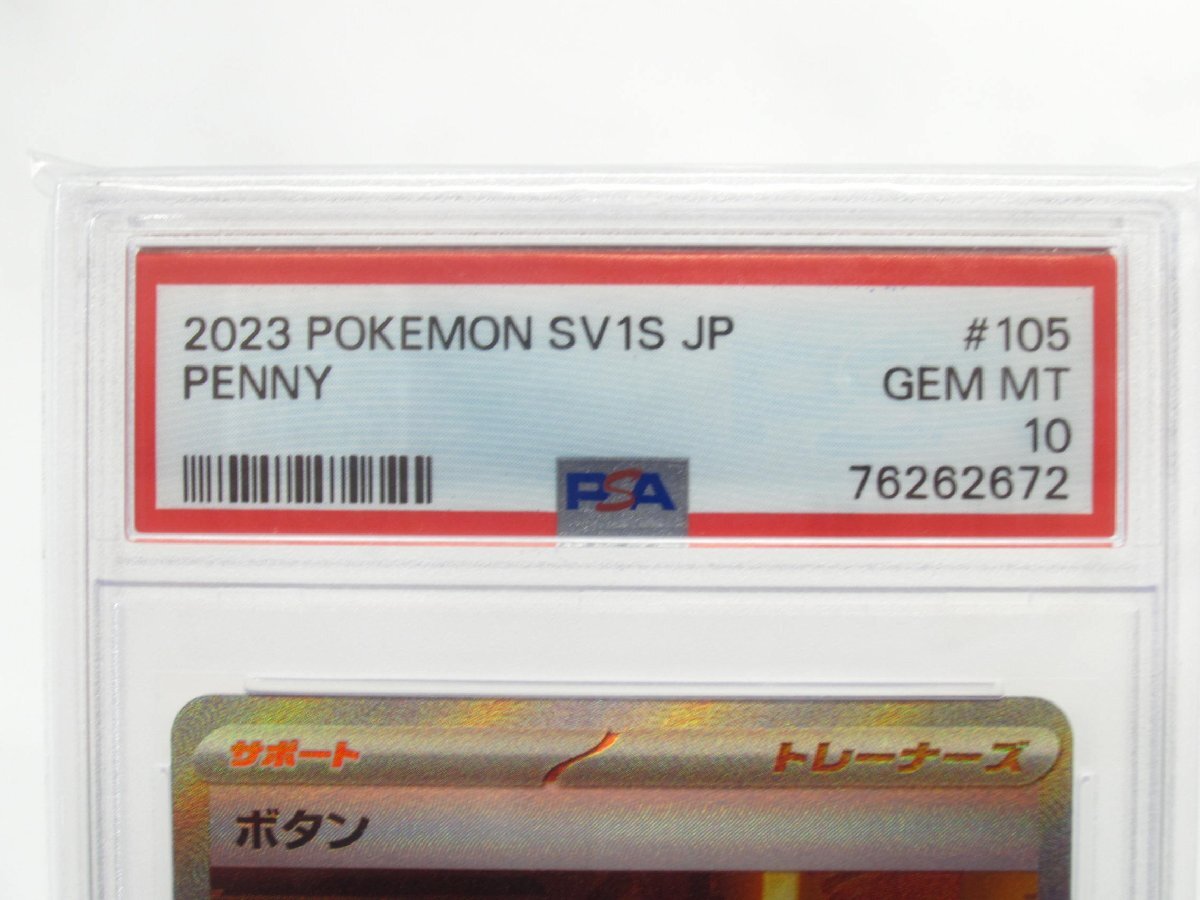 2023 POKEMON SV1S JP #105
PENNY GEM MT
10
PSA 76262672
サポート トレーナーズ
ボタン